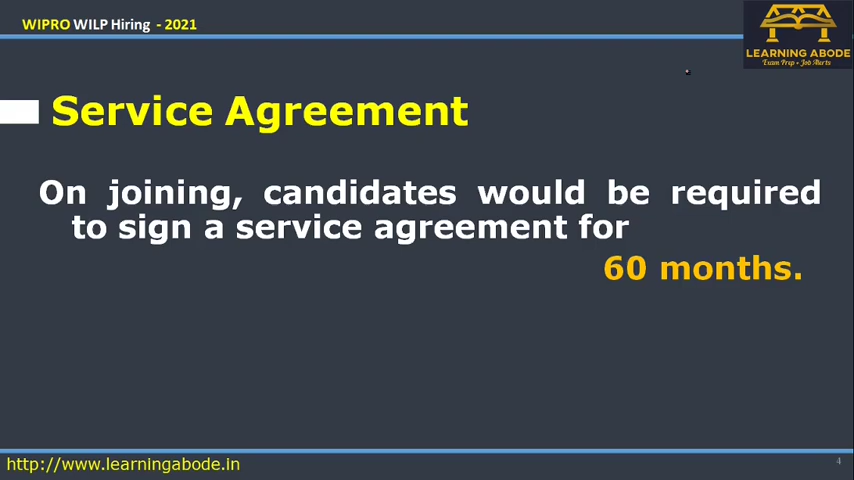 WIPRO WILP Hiring - 2021
LEARNING ABODE
Exam Prep - Job Alerts
Service Agreement
On joining, candidates would be required
to sign a service agreement for
60 months.
http://www.learningabode.in
4